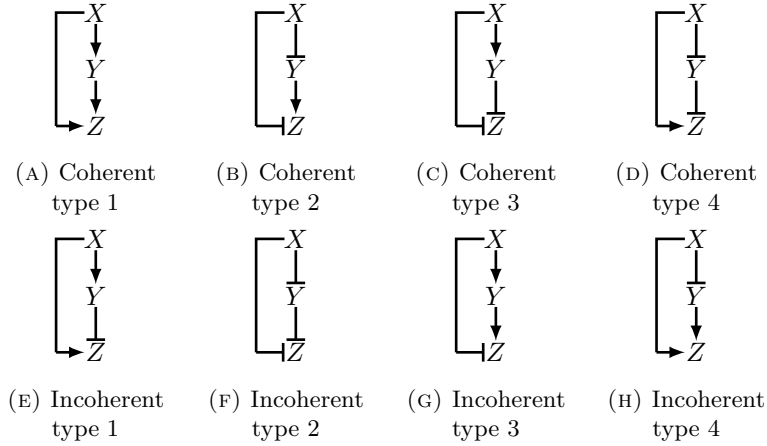 X X X X
Y Y Y Y
Z Z Z Z
(A) Coherent (B) Coherent (C) Coherent (D) Coherent
type 1 type 2 type 3 type 4
X X X X
Y Y Y Y
Z Z Z Z
(E) Incoherent (F) Incoherent (G) Incoherent (H) Incoherent
type 1 type 2 type 3 type 4